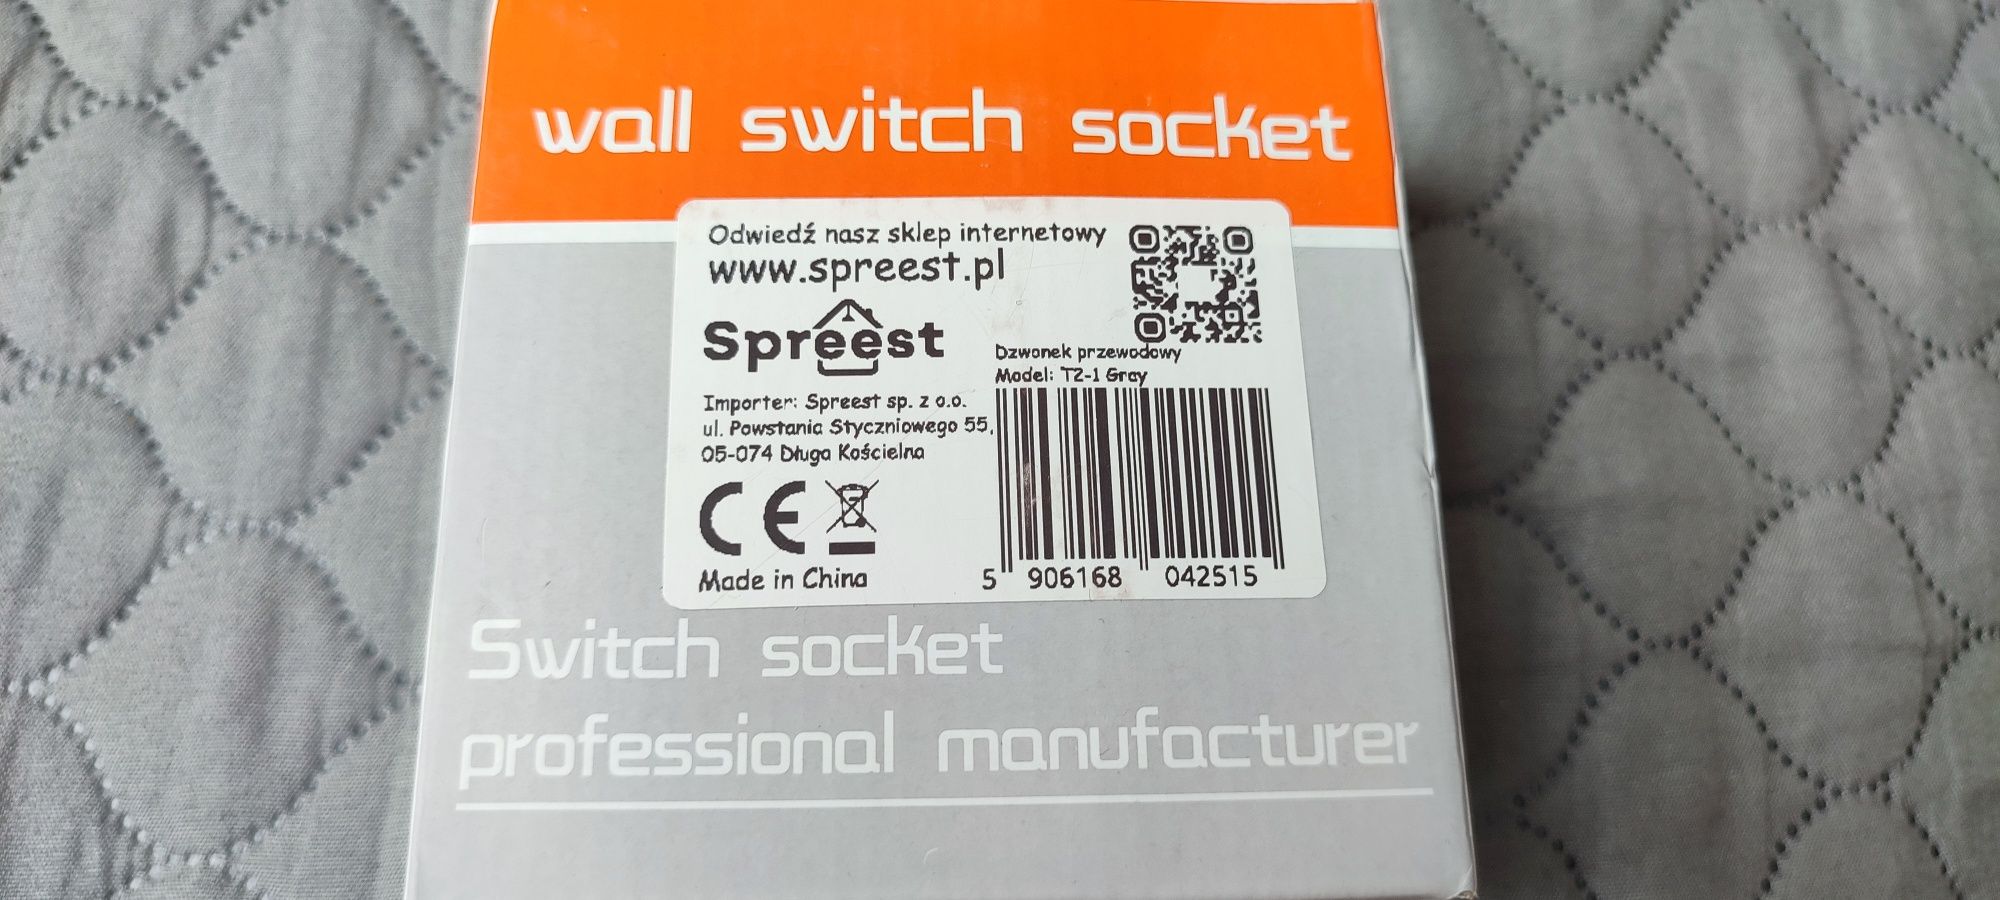 wall switch socket
Odwiedź nasz sklep internetowy
www.spreest.pl
Spreest
Dzwonek przewodowy
Model: TZ-1 Gray
Importer: Spreest sp. z o.o.
ul. Powstania Styczniowego 55,
05-074 Długa Kościelna
CE
Made in China
5 906168 042515
Switch socket
professional manufacturer